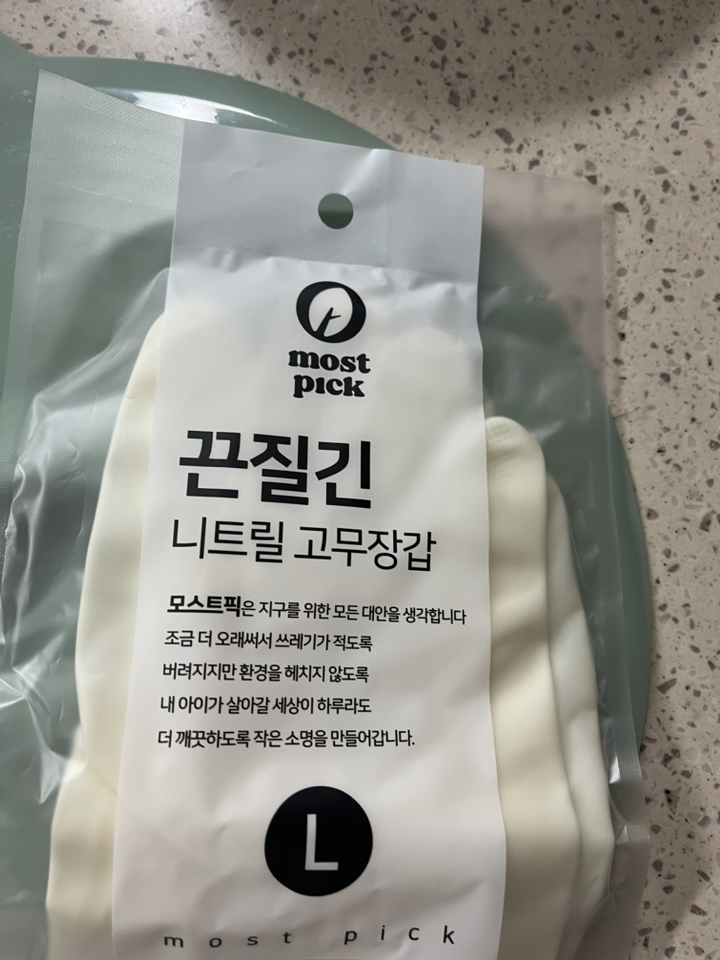 most
pick
끈질긴
니트릴 고무장갑
모스트픽은 지구를 위한 모든 대안을 생각합니다
조금 더 오래써서 쓰레기가 적도록
버려지지만 환경을 헤치지 않도록
내 아이가 살아갈 세상이 하루라도
더 깨끗하도록 작은 소명을 만들어갑니다.
L
most pick